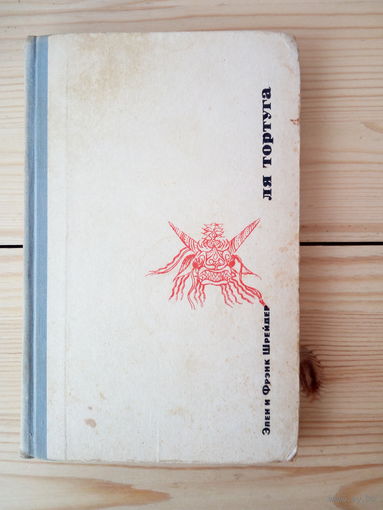 ля тортуга
Элен и Фрэнк Шрейдер